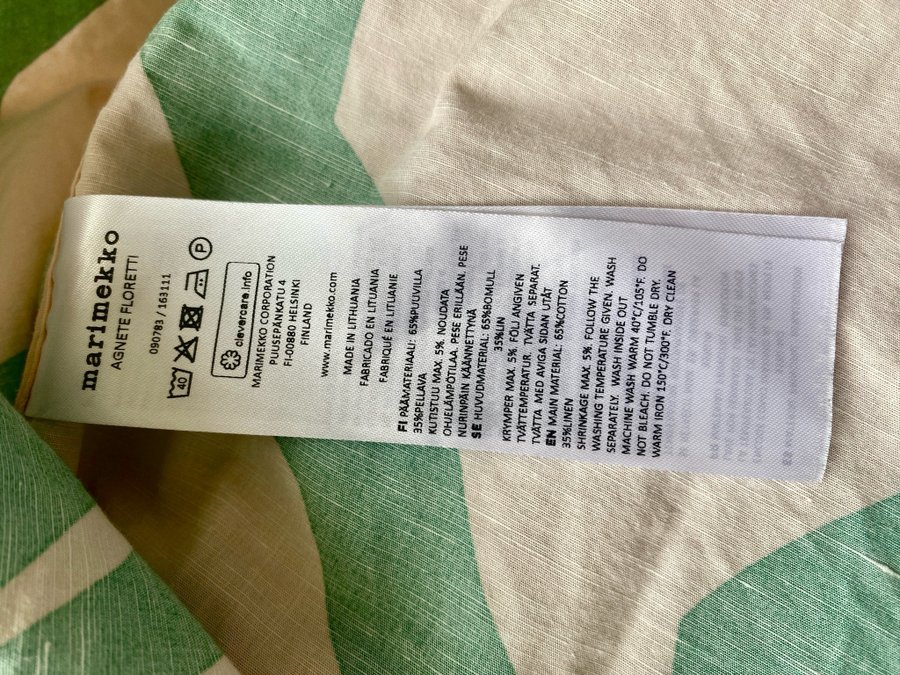 marimekko
AGNETE FLORETTI
090783 / 163111
40 P
clevercare.info
MARIMEKKO CORPORATION
PUUSEPÄNKATU 4
FI-00880 HELSINKI
FINLAND
www.marimekko.com
MADE IN LITHUANIA
FABRICADO EN LITUANIA
FABRIQUÉ EN LITUANIE
FI PÄÄMATERIAALI: 65%PUUVILLA
35%PELLAVA
KUTISTUU MAX. 5%. NOUDATA
OHJELÄMPÖTILAA. PESE ERILLÄÄN. PESE
NURINPÄIN KÄÄNNETTYNÄ
SE HUVUDMATERIAL: 65%BOMULL
35%LIN
KRYMPER MAX. 5%. FÖLJ ANGIVEN
TVÄTTEMPERATUR. TVÄTTA SEPARAT.
TVÄTTA MED AVIGA SIDAN UTÅT
EN MAIN MATERIAL: 65%COTTON
35%LINEN
SHRINKAGE MAX. 5%. FOLLOW THE
WASHING TEMPERATURE GIVEN. WASH
SEPARATELY. WASH INSIDE OUT
MACHINE WASH WARM 40°C/105°F. DO
NOT BLEACH. DO NOT TUMBLE DRY.
WARM IRON 150°C/300°F. DRY CLEAN